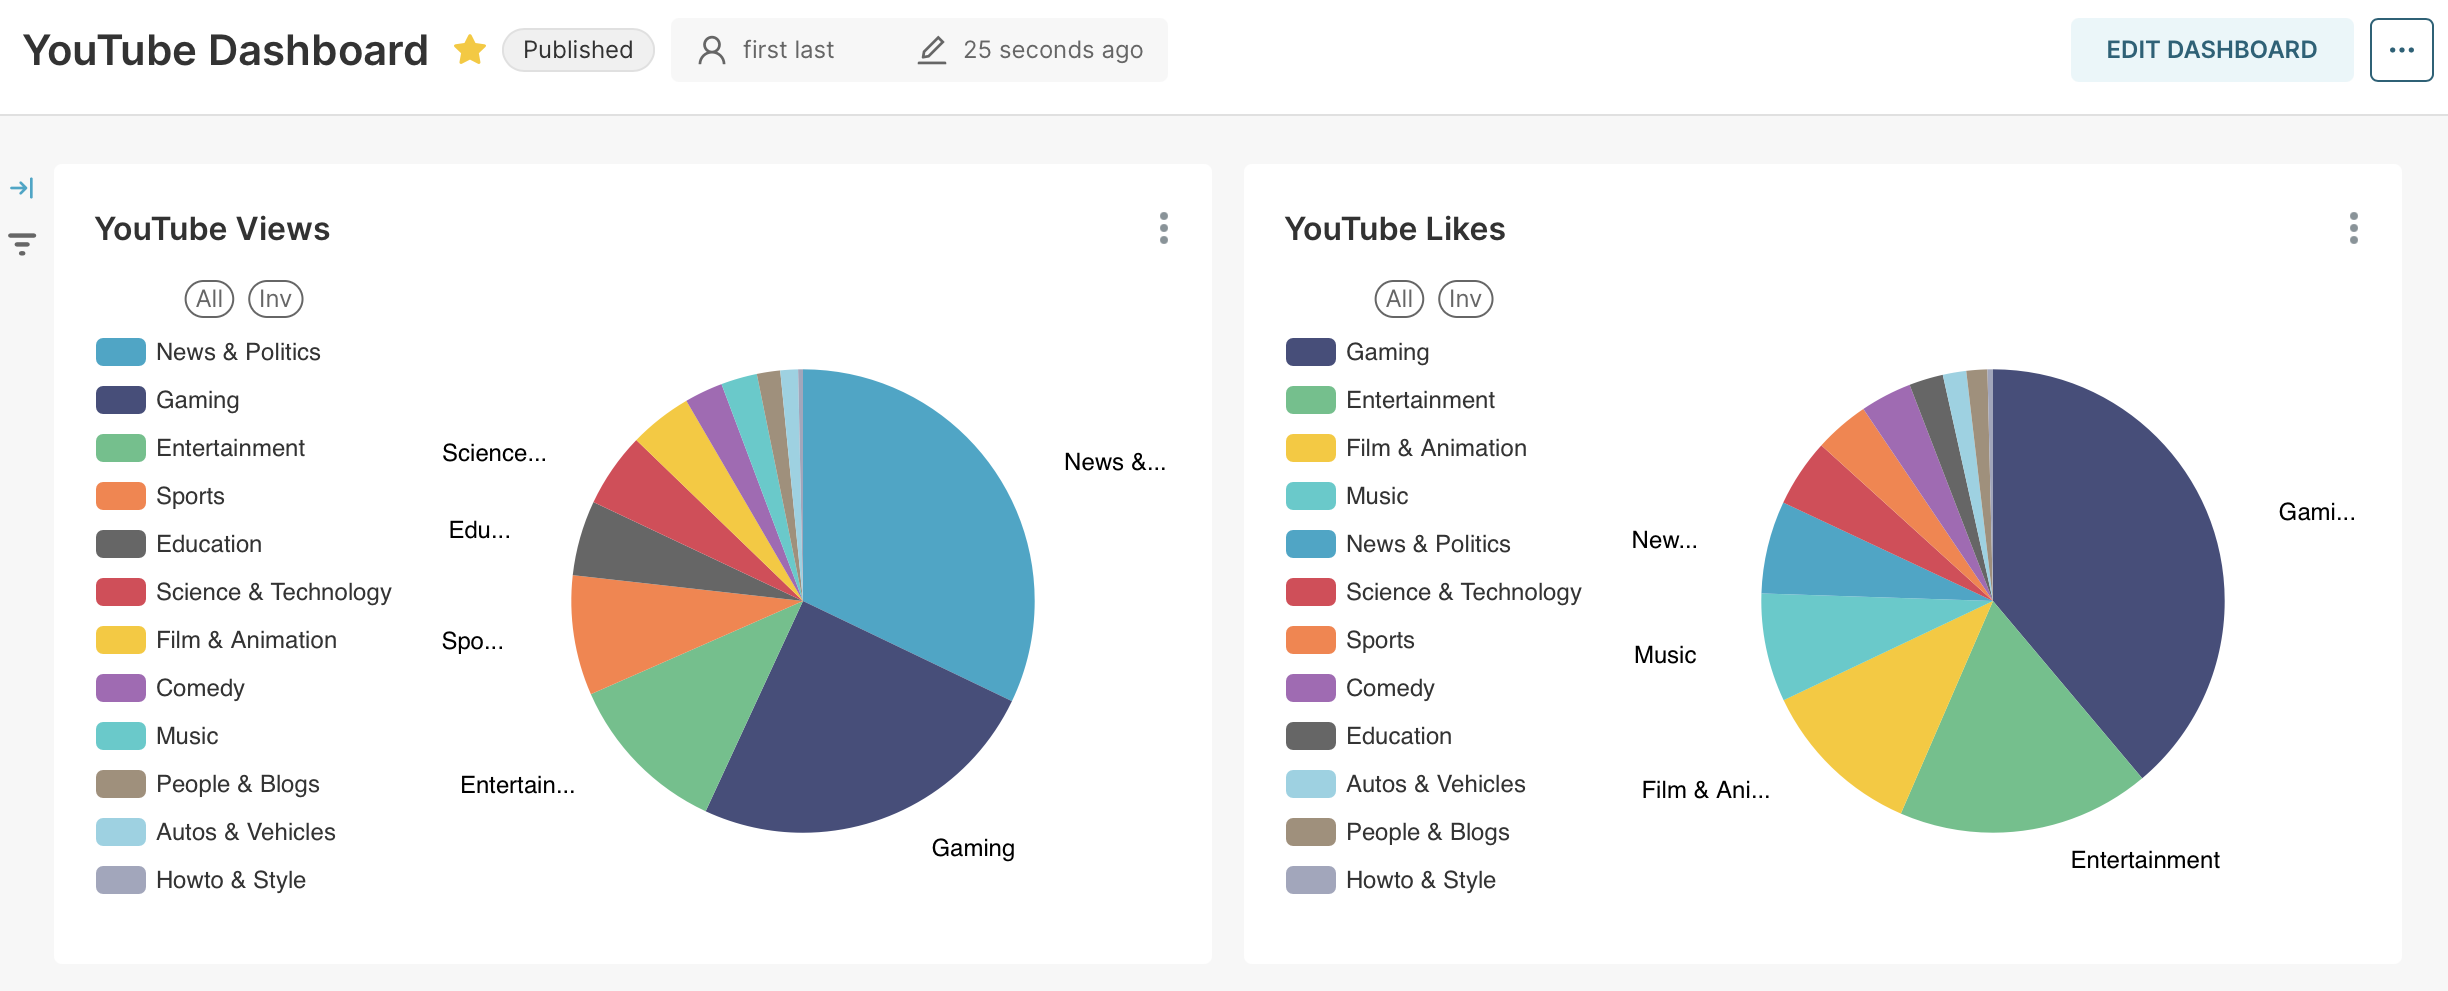 YouTube Dashboard
Published
first last
25 seconds ago
EDIT DASHBOARD
YouTube Views
All
Inv
News & Politics
Gaming
Entertainment
Sports
Education
Science & Technology
Film & Animation
Comedy
Music
People & Blogs
Autos & Vehicles
Howto & Style
Science...
Edu...
Spo...
Entertain...
Gaming
News &...
YouTube Likes
All
Inv
Gaming
Entertainment
Film & Animation
Music
News & Politics
Science & Technology
Sports
Comedy
Education
Autos & Vehicles
People & Blogs
Howto & Style
New...
Music
Film & Ani...
Entertainment
Gami...